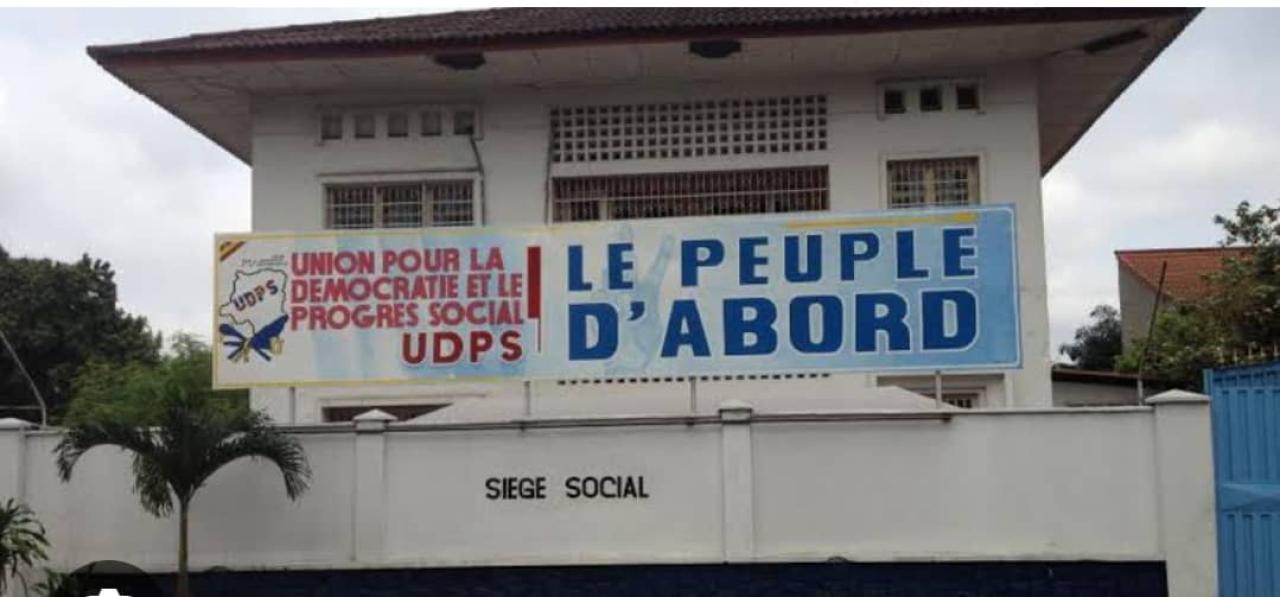 UDPS
UNION POUR LA
DEMOCRATIE ET LE
PROGRES SOCIAL
UDPS
LE PEUPLE
D'ABORD
SIEGE SOCIAL